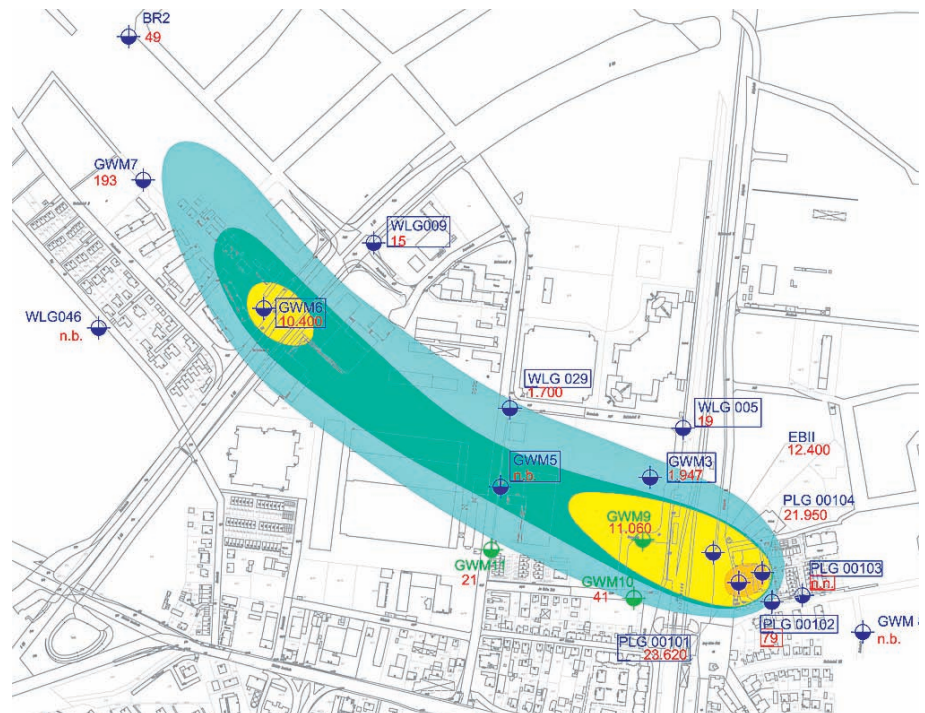 BR2
49
GWM7
193
WLG009
15
WLG046
n.b.
GWM6
10.400
WLG 029
1.700
WLG 005
19
EBII
12.400
GWM5
n.b.
GWM3
1.947
PLG 00104
21.950
GWM9
11.060
GWM11
21
GWM10
41
PLG 00103
n.n.
PLG 00102
79
GWM
n.b.
PLG 00101
23.620